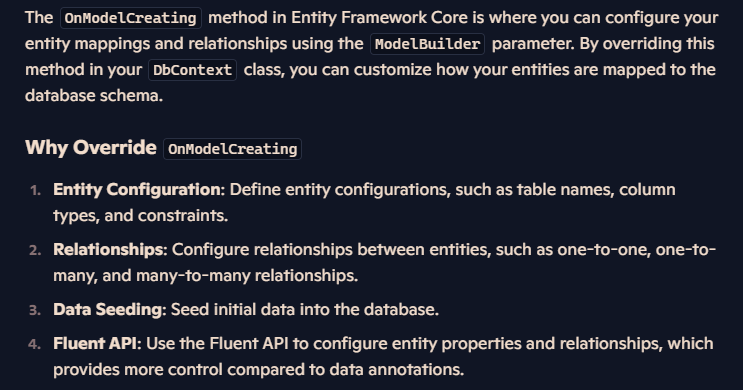 The OnModelCreating method in Entity Framework Core is where you can configure your
entity mappings and relationships using the ModelBuilder parameter. By overriding this
method in your DbContext class, you can customize how your entities are mapped to the
database schema.
Why Override OnModelCreating
1. Entity Configuration: Define entity configurations, such as table names, column
types, and constraints.
2. Relationships: Configure relationships between entities, such as one-to-one, one-to-
many, and many-to-many relationships.
3. Data Seeding: Seed initial data into the database.
4. Fluent API: Use the Fluent API to configure entity properties and relationships, which
provides more control compared to data annotations.